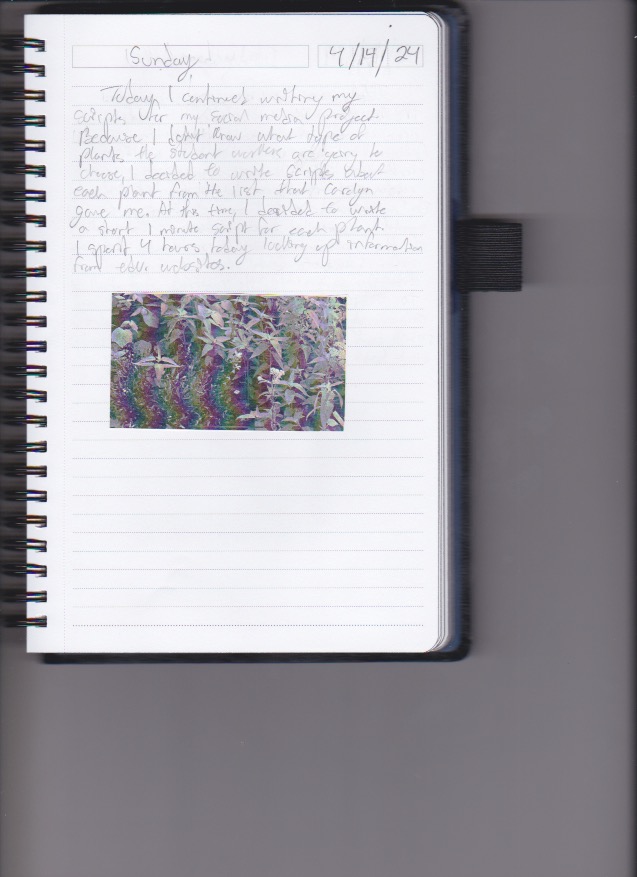 Sunday
4/14/24
Today, I continued writing my
scripts for my social media project.
Because I don't know what type of
plants the student workers are going to
choose, I decided to write scripts about
each plant from the list that Carolyn
gave me. At this time, I decided to write
a short 1 minute script for each plant.
I spent 4 hours today looking up information
from edu. websites.